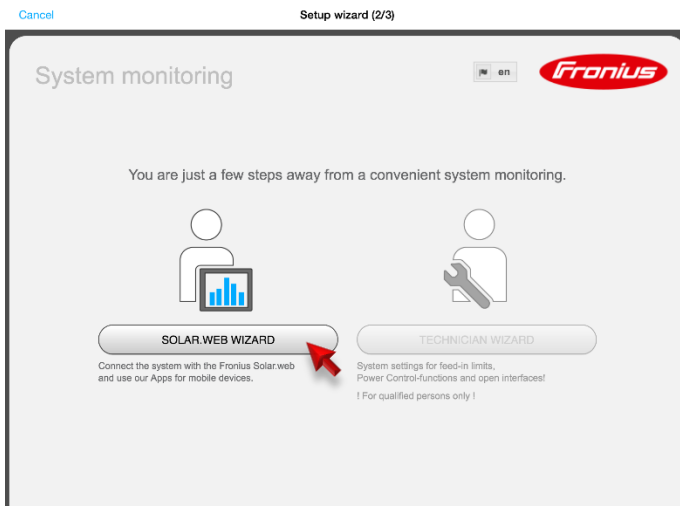 Cancel
Setup wizard (2/3)
System monitoring
en
Fronius
You are just a few steps away from a convenient system monitoring.
SOLAR.WEB WIZARD
TECHNICIAN WIZARD
Connect the system with the Fronius Solar.web
and use our Apps for mobile devices.
System settings for feed-in limits,
Power Control-functions and open interfaces!
! For qualified persons only !